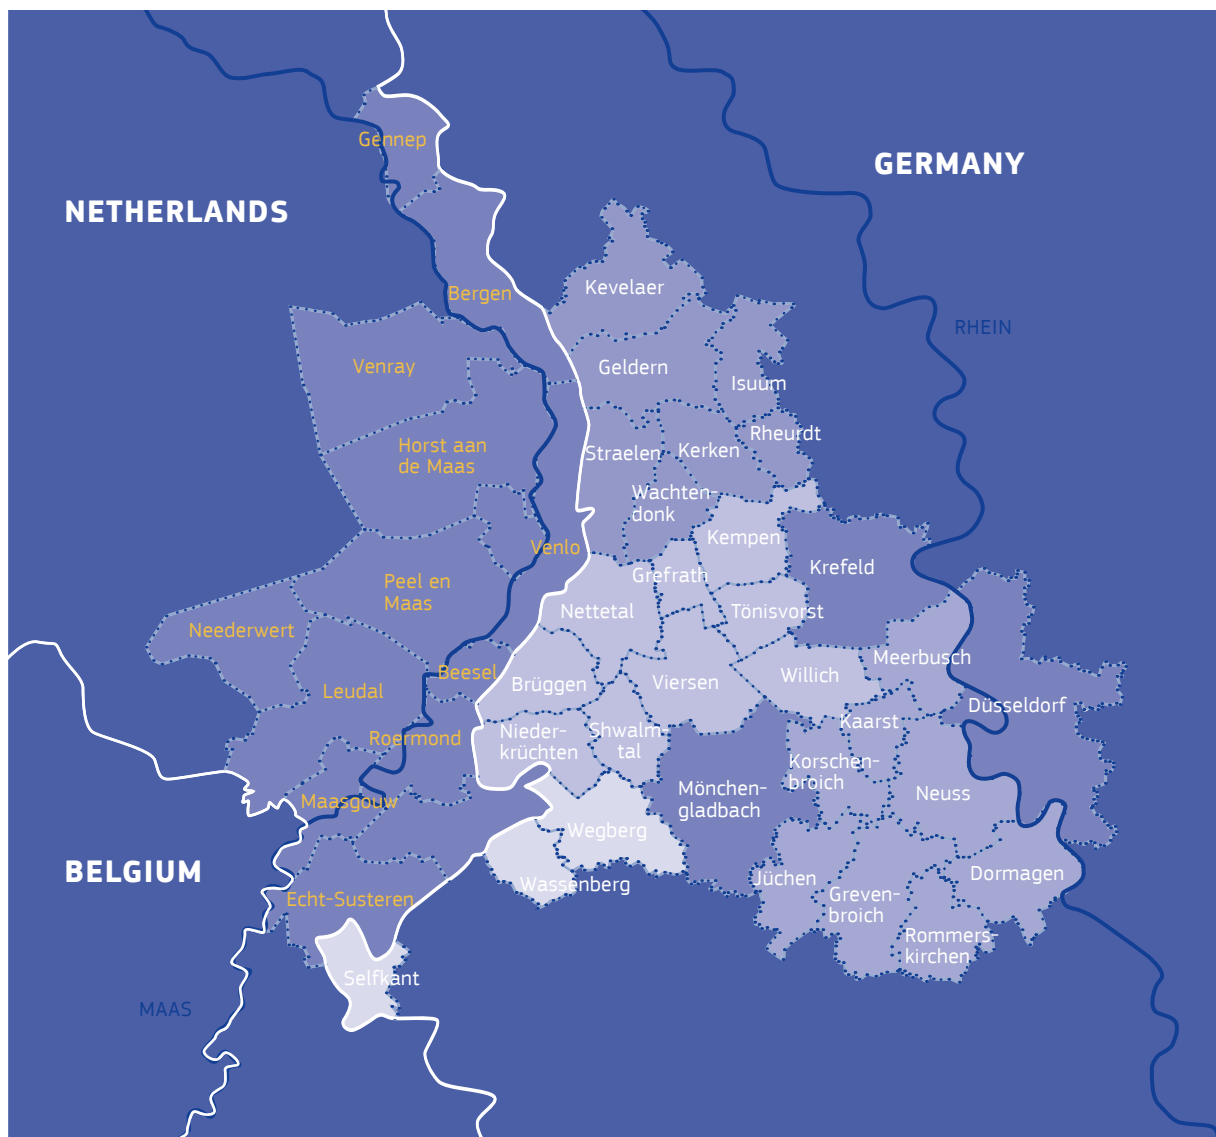 Gennep
GERMANY
NETHERLANDS
Kevelaer
Bergen
RHEIN
Venray
Geldern
Isuum
Horst aan
de Maas
Straelen
Kerken
Rheurdt
Wachten-
donk
Venlo
Kempen
Krefeld
Peel en
Maas
Grefrath
Nettetal
Tönisvorst
Neederwert
Meerbusch
Beesel
Leudal
Brüggen
Viersen
Willich
Düsseldorf
Roermond
Nieder-
krüchten
Shwalm-
tal
Kaarst
Korschen-
broich
Maasgouw
Mönchen-
gladbach
Neuss
Wegberg
BELGIUM
Wassenberg
Jüchen
Dormagen
Echt-Susteren
Greven-
broich
Rommers-
kirchen
Selfkant
MAAS